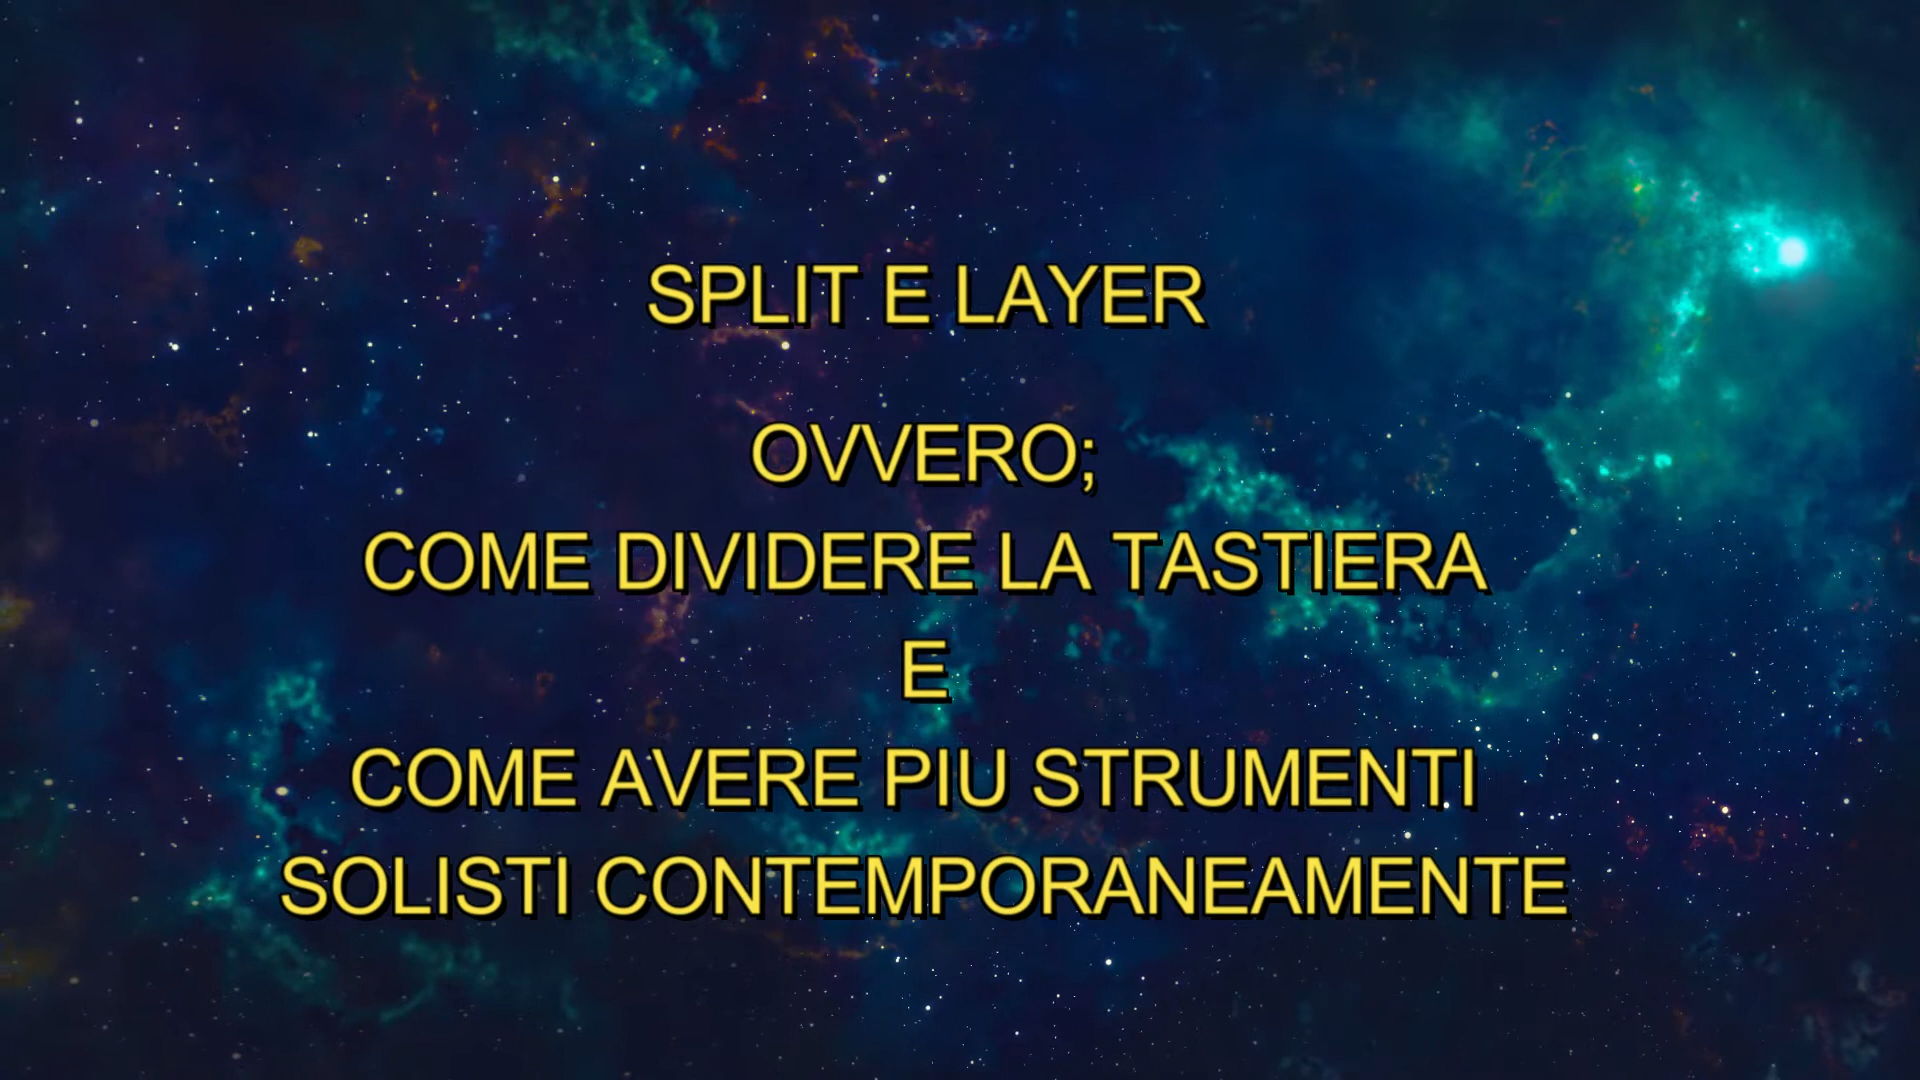 SPLIT E LAYER
OVVERO;
COME DIVIDERE LA TASTIERA
E
COME AVERE PIU STRUMENTI
SOLISTI CONTEMPORANEAMENTE